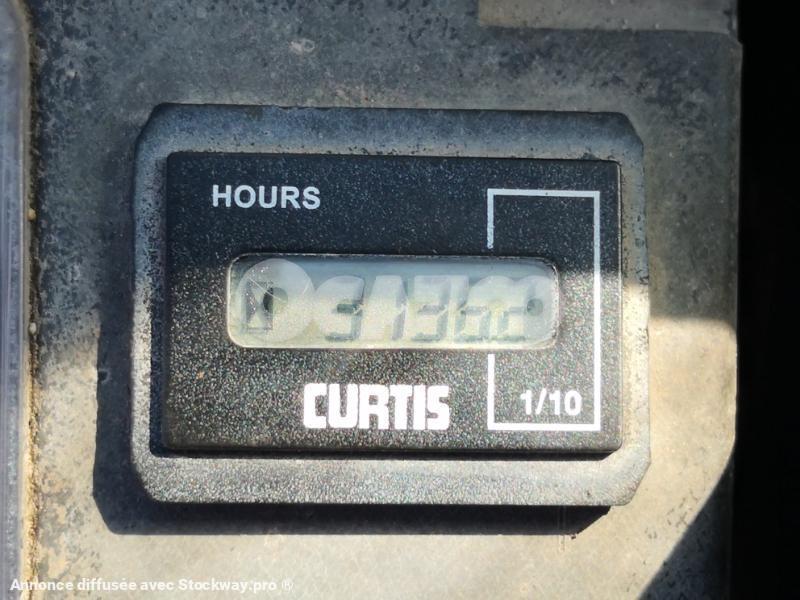 HOURS
CURTIS
1/10
Annonce diffusée avec Stockway.pro ®